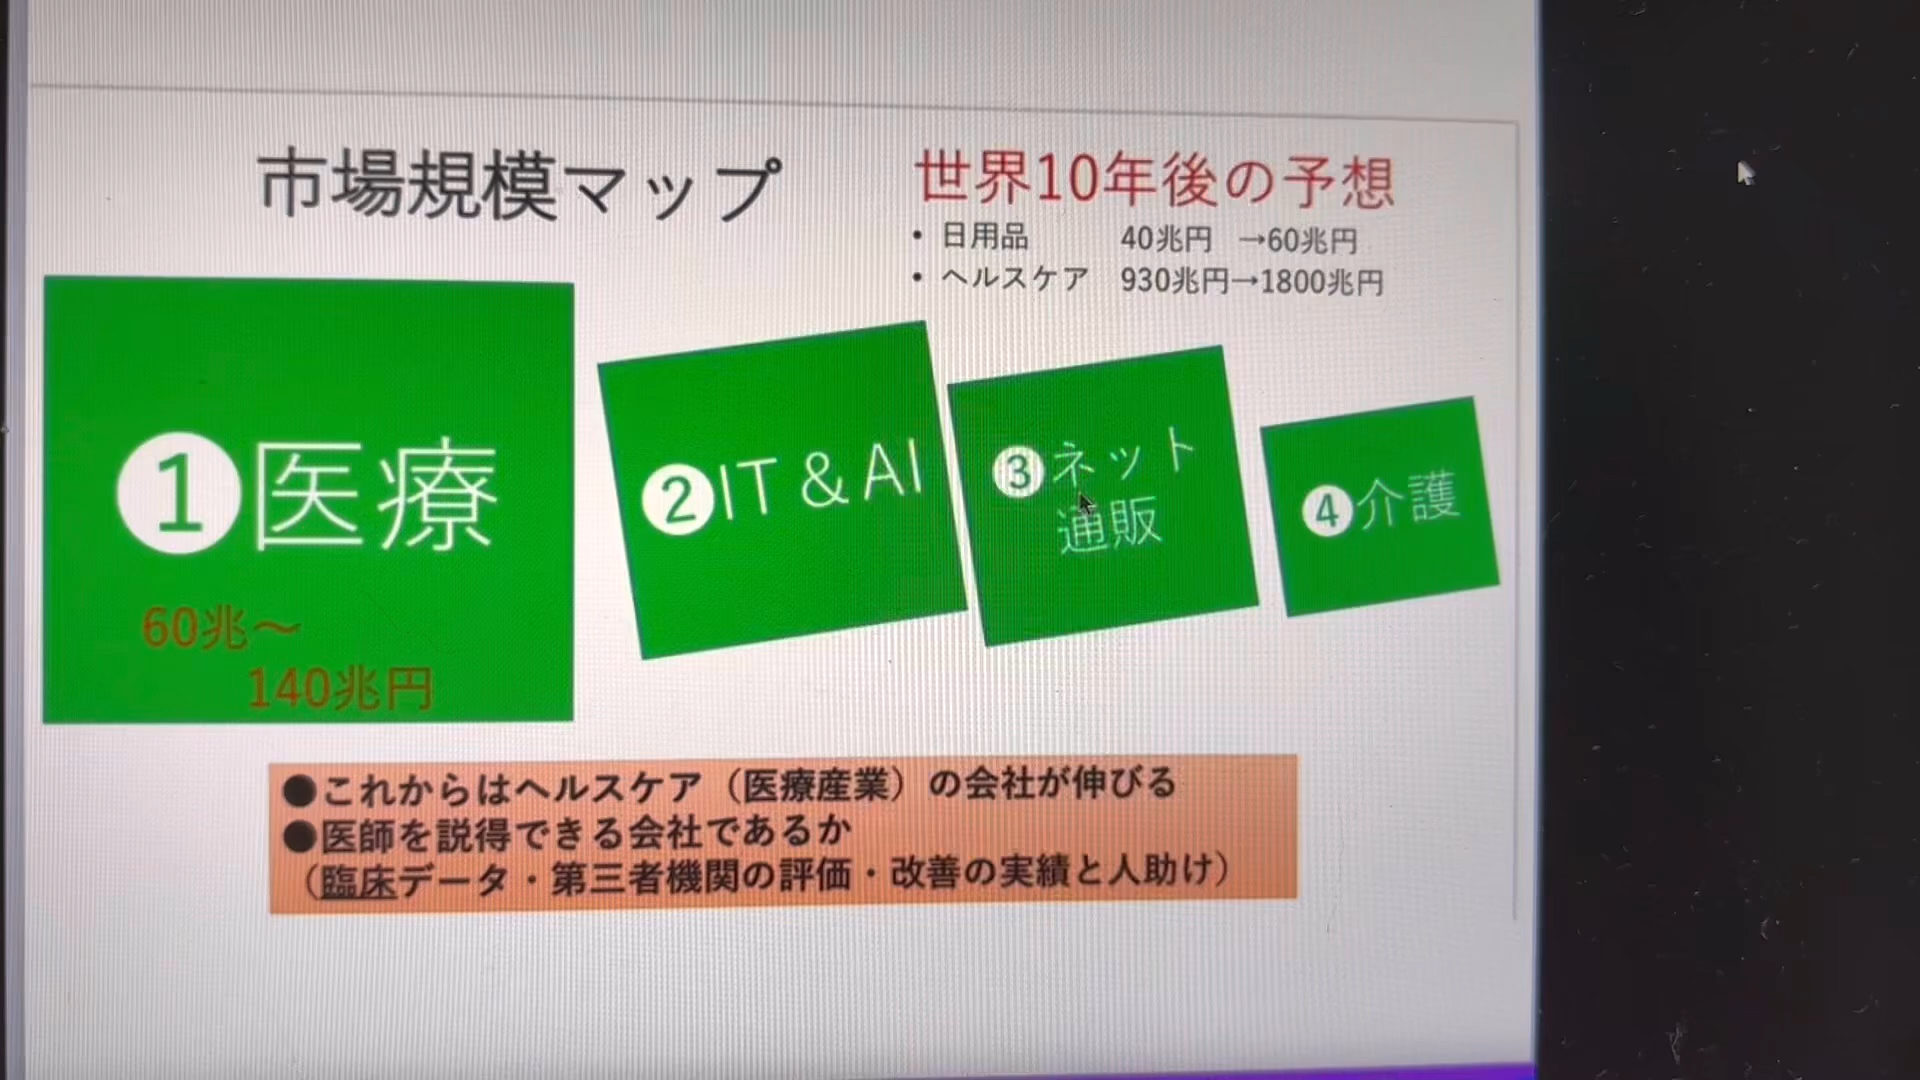 市場規模マップ
世界10年後の予想
• 日用品 40兆円 →60兆円
• ヘルスケア 930兆円→1800兆円
❶医療
60兆～
140兆円
❷IT＆AI
❸ネット
通販
❹介護
●これからはヘルスケア（医療産業）の会社が伸びる
●医師を説得できる会社であるか
（臨床データ・第三者機関の評価・改善の実績と人助け）